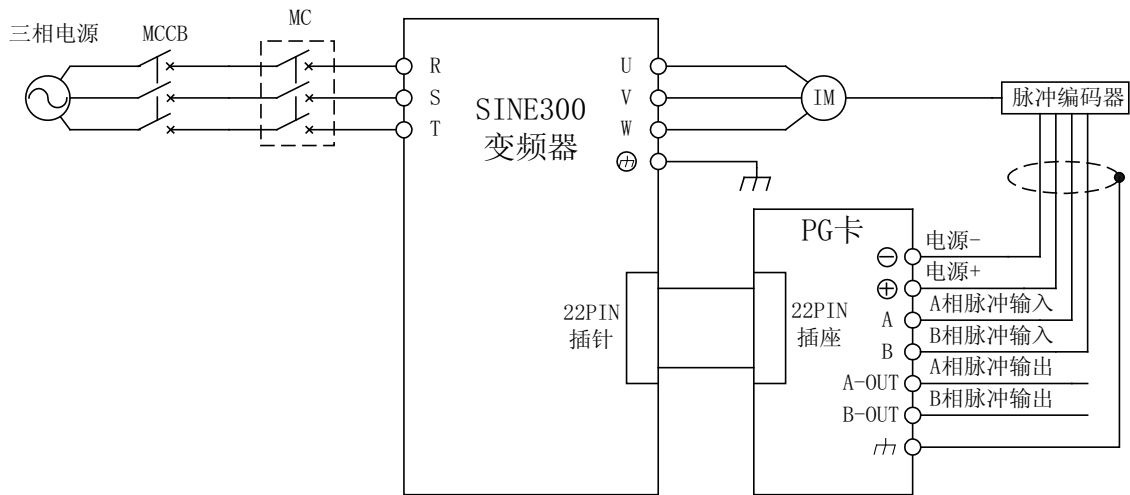 三相电源
MCCB
MC
R
S
T
SINE300
变频器
U
V
W
IM
脉冲编码器
22PIN
插针
22PIN
插座
PG卡
电源-
电源+
A
A相脉冲输入
B
B相脉冲输入
A-OUT
A相脉冲输出
B-OUT
B相脉冲输出